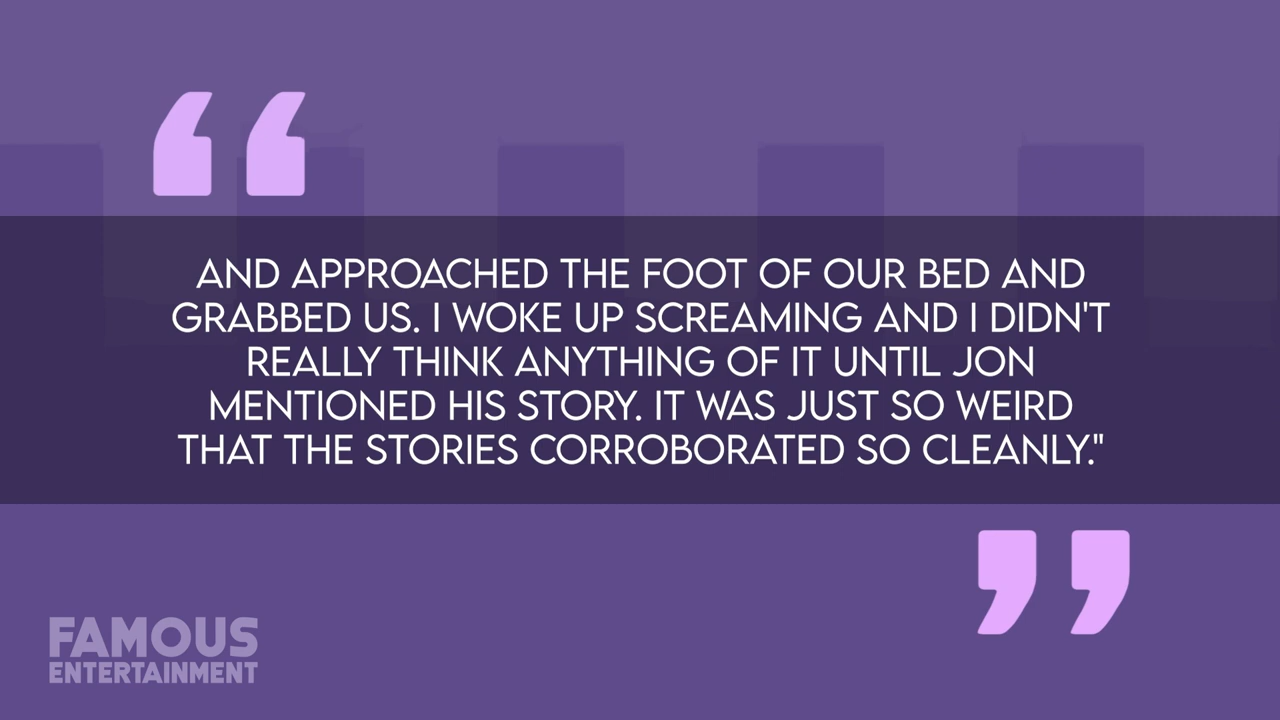 AND APPROACHED THE FOOT OF OUR BED AND
GRABBED US. I WOKE UP SCREAMING AND I DIDN'T
REALLY THINK ANYTHING OF IT UNTIL JON
MENTIONED HIS STORY. IT WAS JUST SO WEIRD
THAT THE STORIES CORROBORATED SO CLEANLY."
FAMOUS
ENTERTAINMENT